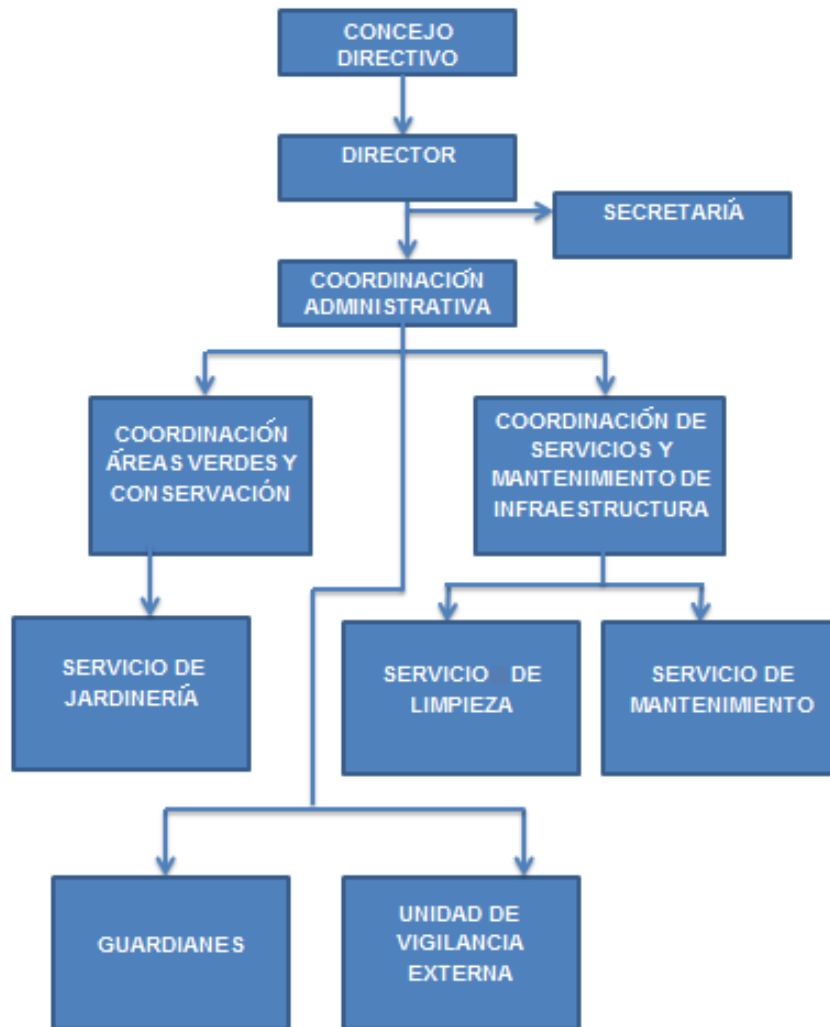 CONCEJO
DIRECTIVO
DIRECTOR
SECRETARÍA
COORDINACIÓN
ADMINISTRATIVA
COORDINACIÓN
ÁREAS VERDES Y
CONSERVACIÓN
COORDINACIÓN DE
SERVICIOS Y
MANTENIMIENTO DE
INFRAESTRUCTURA
SERVICIO DE
JARDINERÍA
SERVICIO DE
LIMPIEZA
SERVICIO DE
MANTENIMIENTO
GUARDIANES
UNIDAD DE
VIGILANCIA
EXTERNA